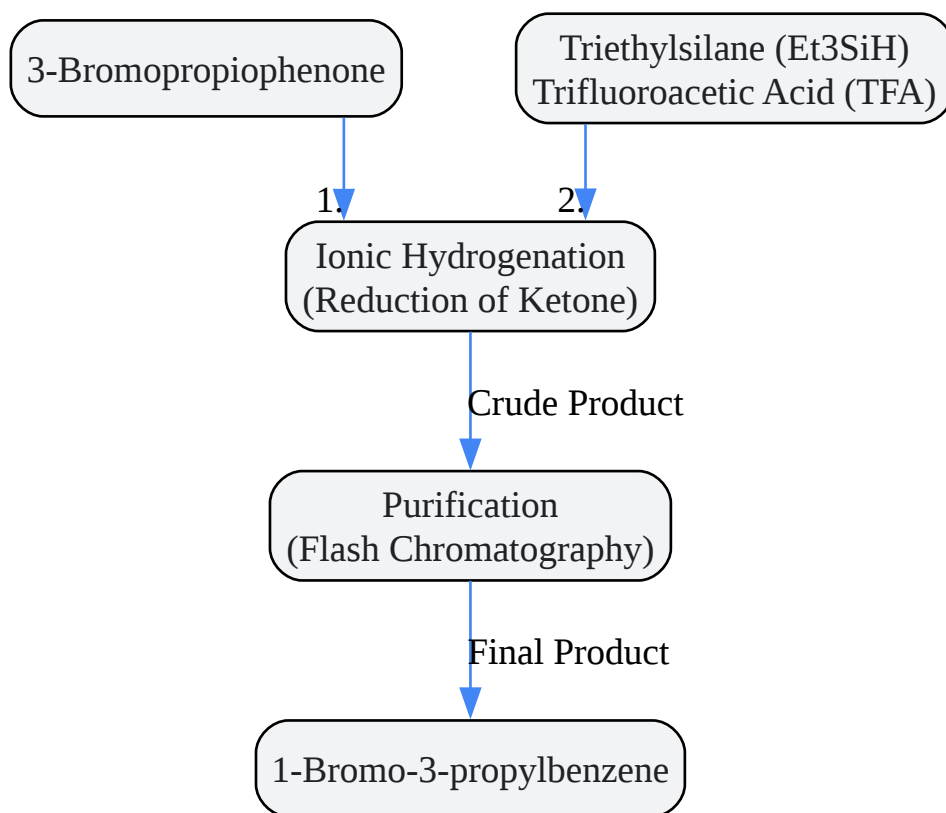 3-Bromopropiophenone
Triethylsilane (Et3SiH)
Trifluoroacetic Acid (TFA)
1.
2.
Ionic Hydrogenation
(Reduction of Ketone)
Crude Product
Purification
(Flash Chromatography)
Final Product
1-Bromo-3-propylbenzene